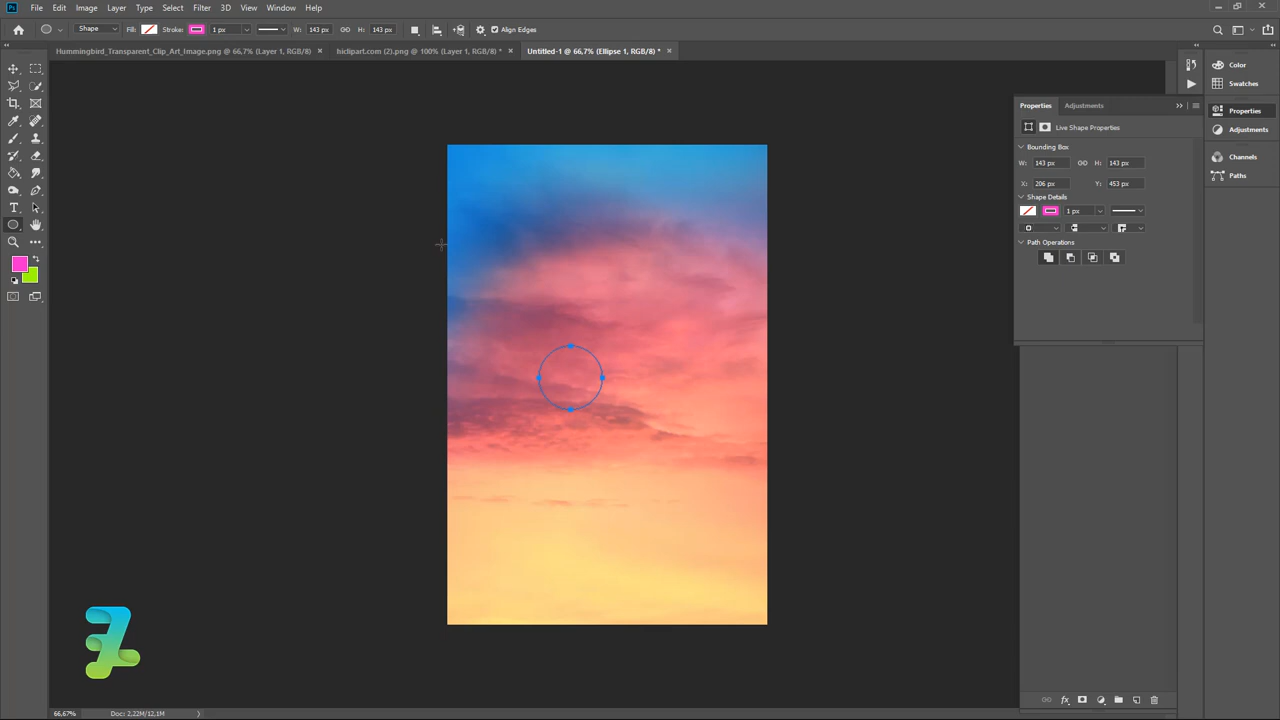 Ps File Edit Image Layer Type Select Filter 3D View Window Help
Shape Fill: Stroke: 1 px W: 143 px H: 143 px Align Edges
Hummingbird_Transparent_Clip_Art_Image.png @ 66,7% (Layer 1, RGB/8) × hiclipart.com (2).png @ 100% (Layer 1, RGB/8) * × Untitled-1 @ 66,7% (Ellipse 1, RGB/8) * ×
Color
Swatches
Properties
Adjustments
Channels
Paths
Properties Adjustments
Live Shape Properties
Bounding Box
W: 143 px H: 143 px
X: 206 px Y: 453 px
Shape Details
1 px
Path Operations
66,67% Doc: 2,22M/12,1M